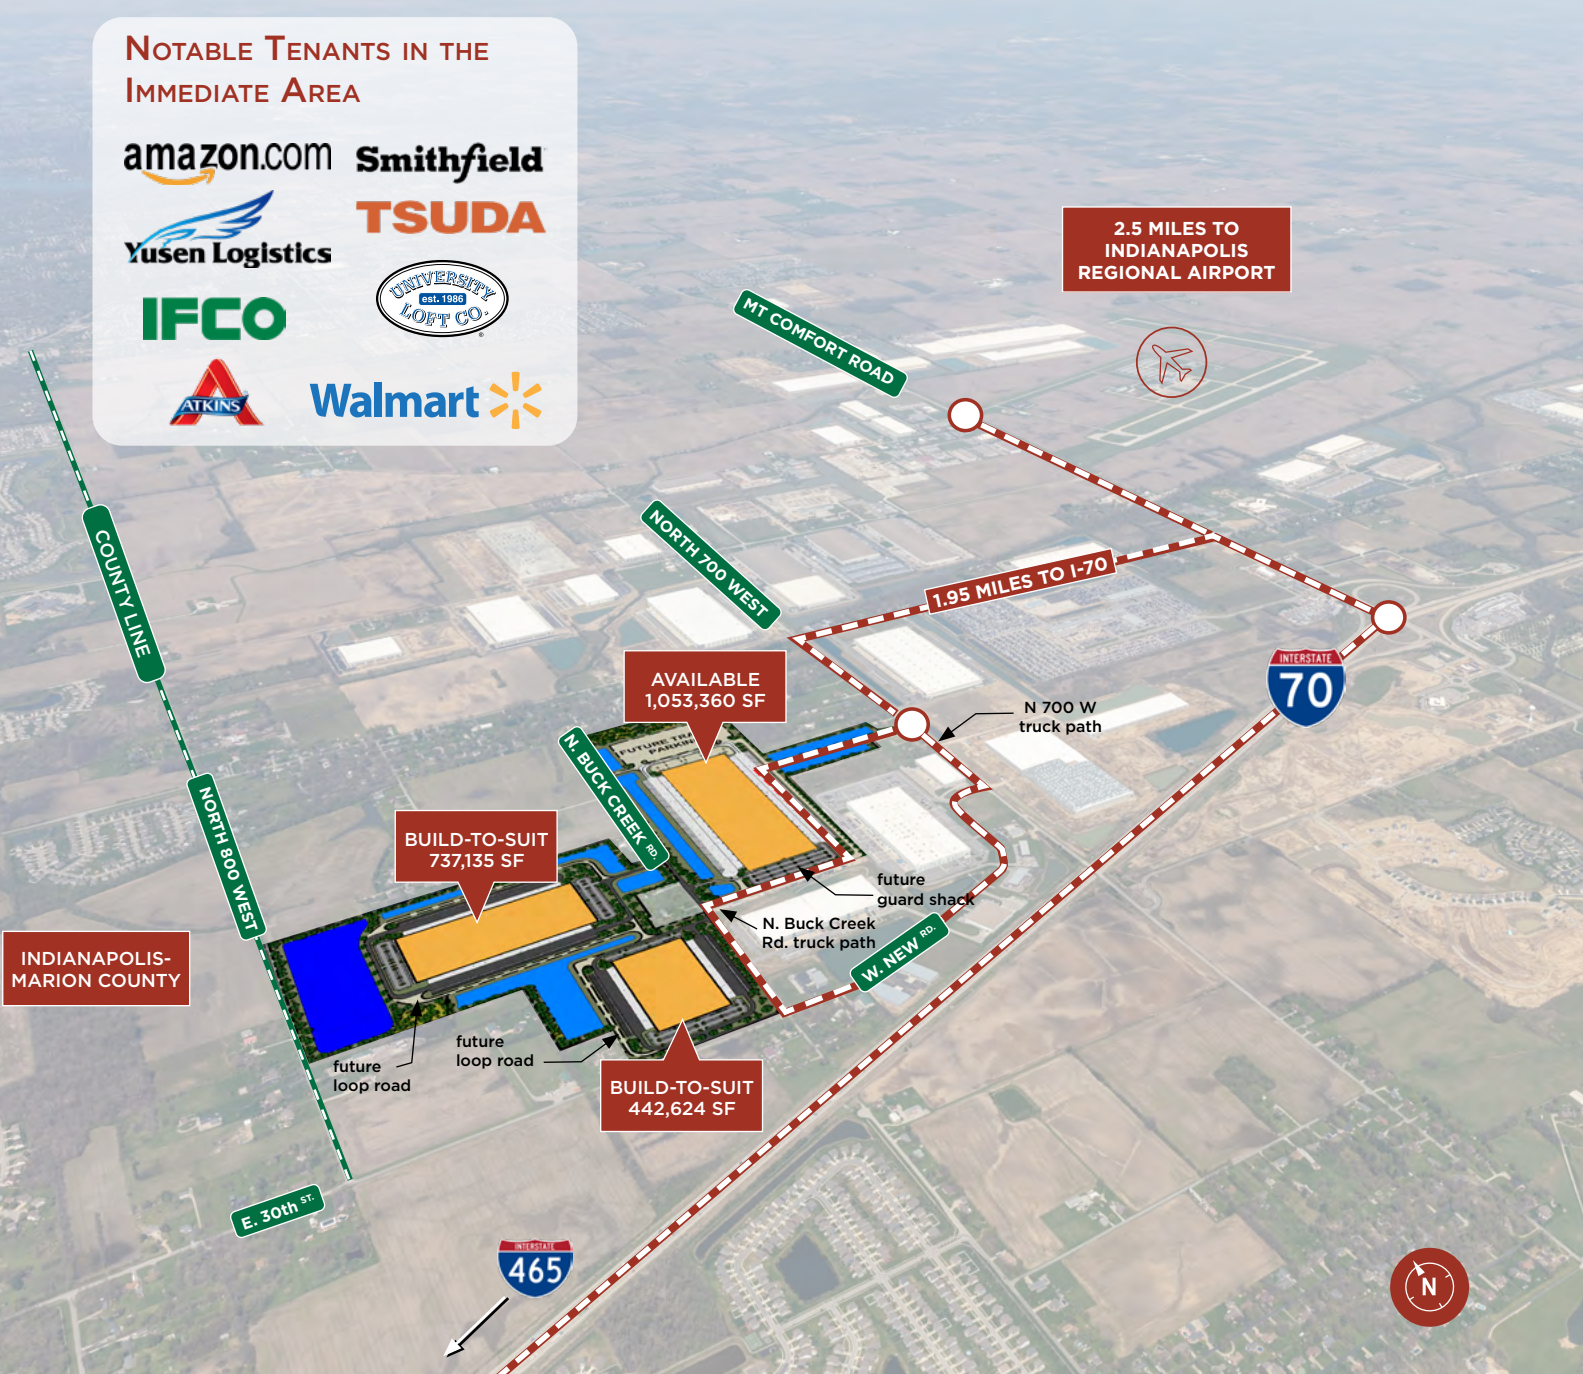 NOTABLE TENANTS IN THE
IMMEDIATE AREA
amazon.com
Smithfield
Yusen Logistics
TSUDA
UNIVERSITY
est. 1986
LOFT CO.
®
IFCO
ATKINS
Walmart
2.5 MILES TO
INDIANAPOLIS
REGIONAL AIRPORT
MT COMFORT ROAD
NORTH 700 WEST
1.95 MILES TO I-70
COUNTY LINE
INTERSTATE
70
AVAILABLE
1,053,360 SF
N 700 W
truck path
FUTURE TRA
PARKIN
N. BUCK CREEK RD.
NORTH 800 WEST
BUILD-TO-SUIT
737,135 SF
future
guard shack
N. Buck Creek
Rd. truck path
W. NEW RD.
INDIANAPOLIS-
MARION COUNTY
future
loop road
future
loop road
BUILD-TO-SUIT
442,624 SF
E. 30th ST.
INTERSTATE
465
N